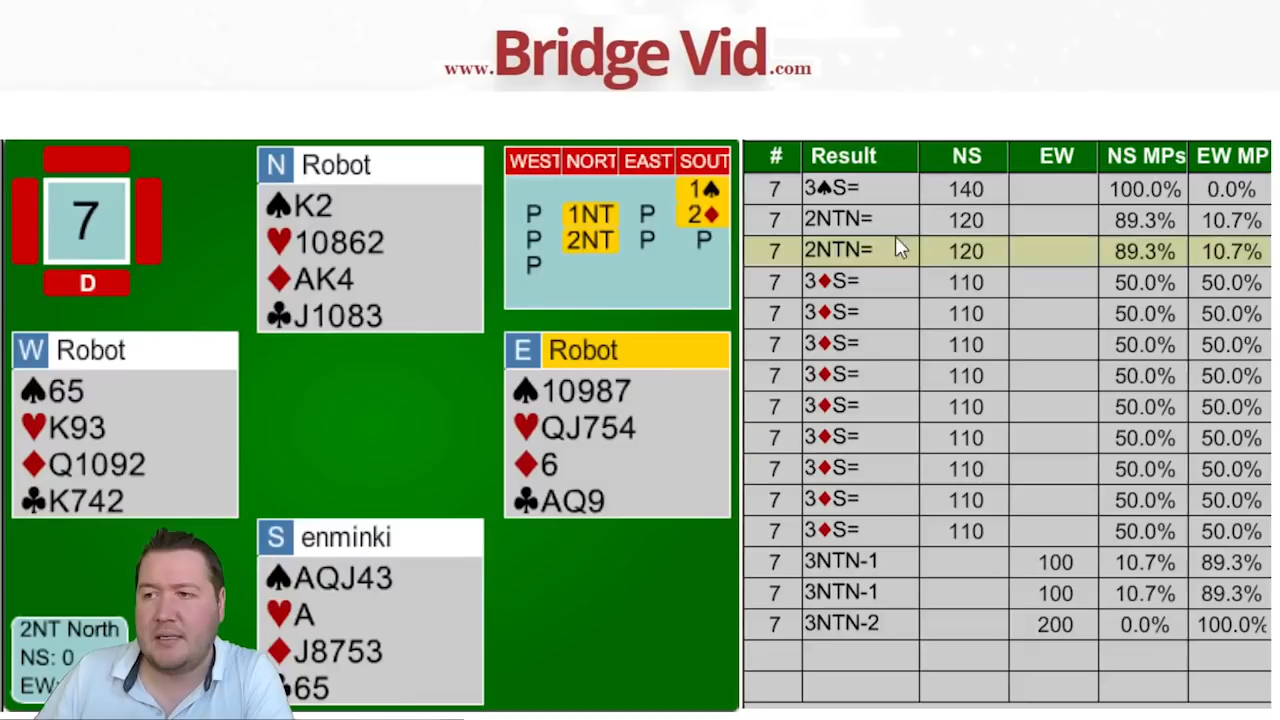 www.Bridge Vid.com
7
D
N Robot
♠K2
♥10862
♦AK4
♣J1083
WEST NORT EAST SOUT
1♠
P 1NT P 2♦
P 2NT P P
P
W Robot
♠65
♥K93
♦Q1092
♣K742
E Robot
♠10987
♥QJ754
♦6
♣AQ9
S enminki
♠AQJ43
♥A
♦J8753
♣65
2NT North
NS: 0
EW:
# Result NS EW NS MPs EW MP
7 3♠S= 140 100.0% 0.0%
7 2NTN= 120 89.3% 10.7%
7 2NTN= 120 89.3% 10.7%
7 3♦S= 110 50.0% 50.0%
7 3♦S= 110 50.0% 50.0%
7 3♦S= 110 50.0% 50.0%
7 3♦S= 110 50.0% 50.0%
7 3♦S= 110 50.0% 50.0%
7 3♦S= 110 50.0% 50.0%
7 3♦S= 110 50.0% 50.0%
7 3♦S= 110 50.0% 50.0%
7 3♦S= 110 50.0% 50.0%
7 3NTN-1 100 10.7% 89.3%
7 3NTN-1 100 10.7% 89.3%
7 3NTN-2 200 0.0% 100.0%